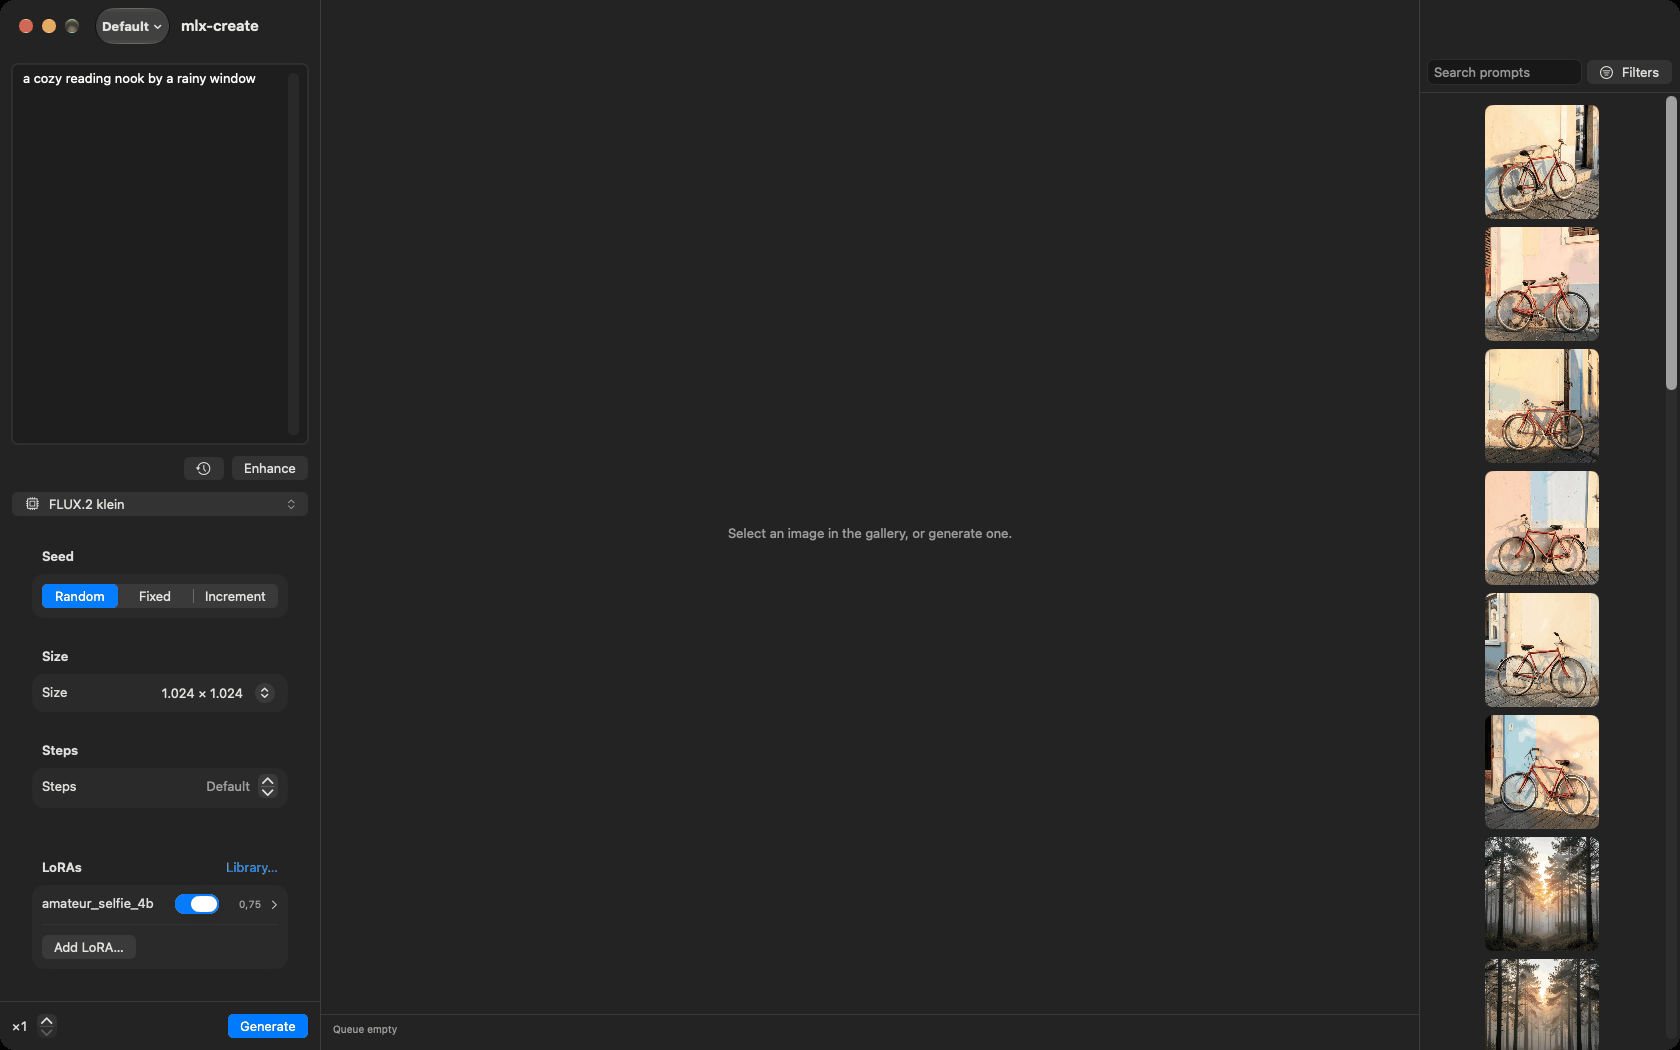 Default
mlx-create
a cozy reading nook by a rainy window
Enhance
FLUX.2 klein
Seed
Random
Fixed
Increment
Size
Size
1.024 × 1.024
Steps
Steps
Default
LoRAs
Library...
amateur_selfie_4b
0,75
Add LoRA...
×1
Generate
Select an image in the gallery, or generate one.
Queue empty
Search prompts
Filters